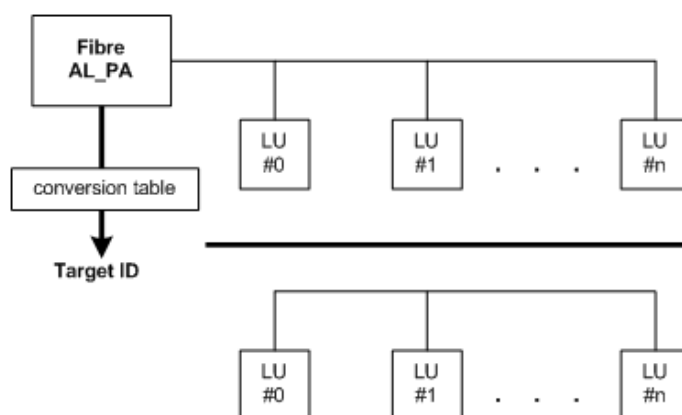 Fibre
AL_PA
LU
#0
LU
#1
. . .
LU
#n
conversion table
Target ID
LU
#0
LU
#1
. . .
LU
#n